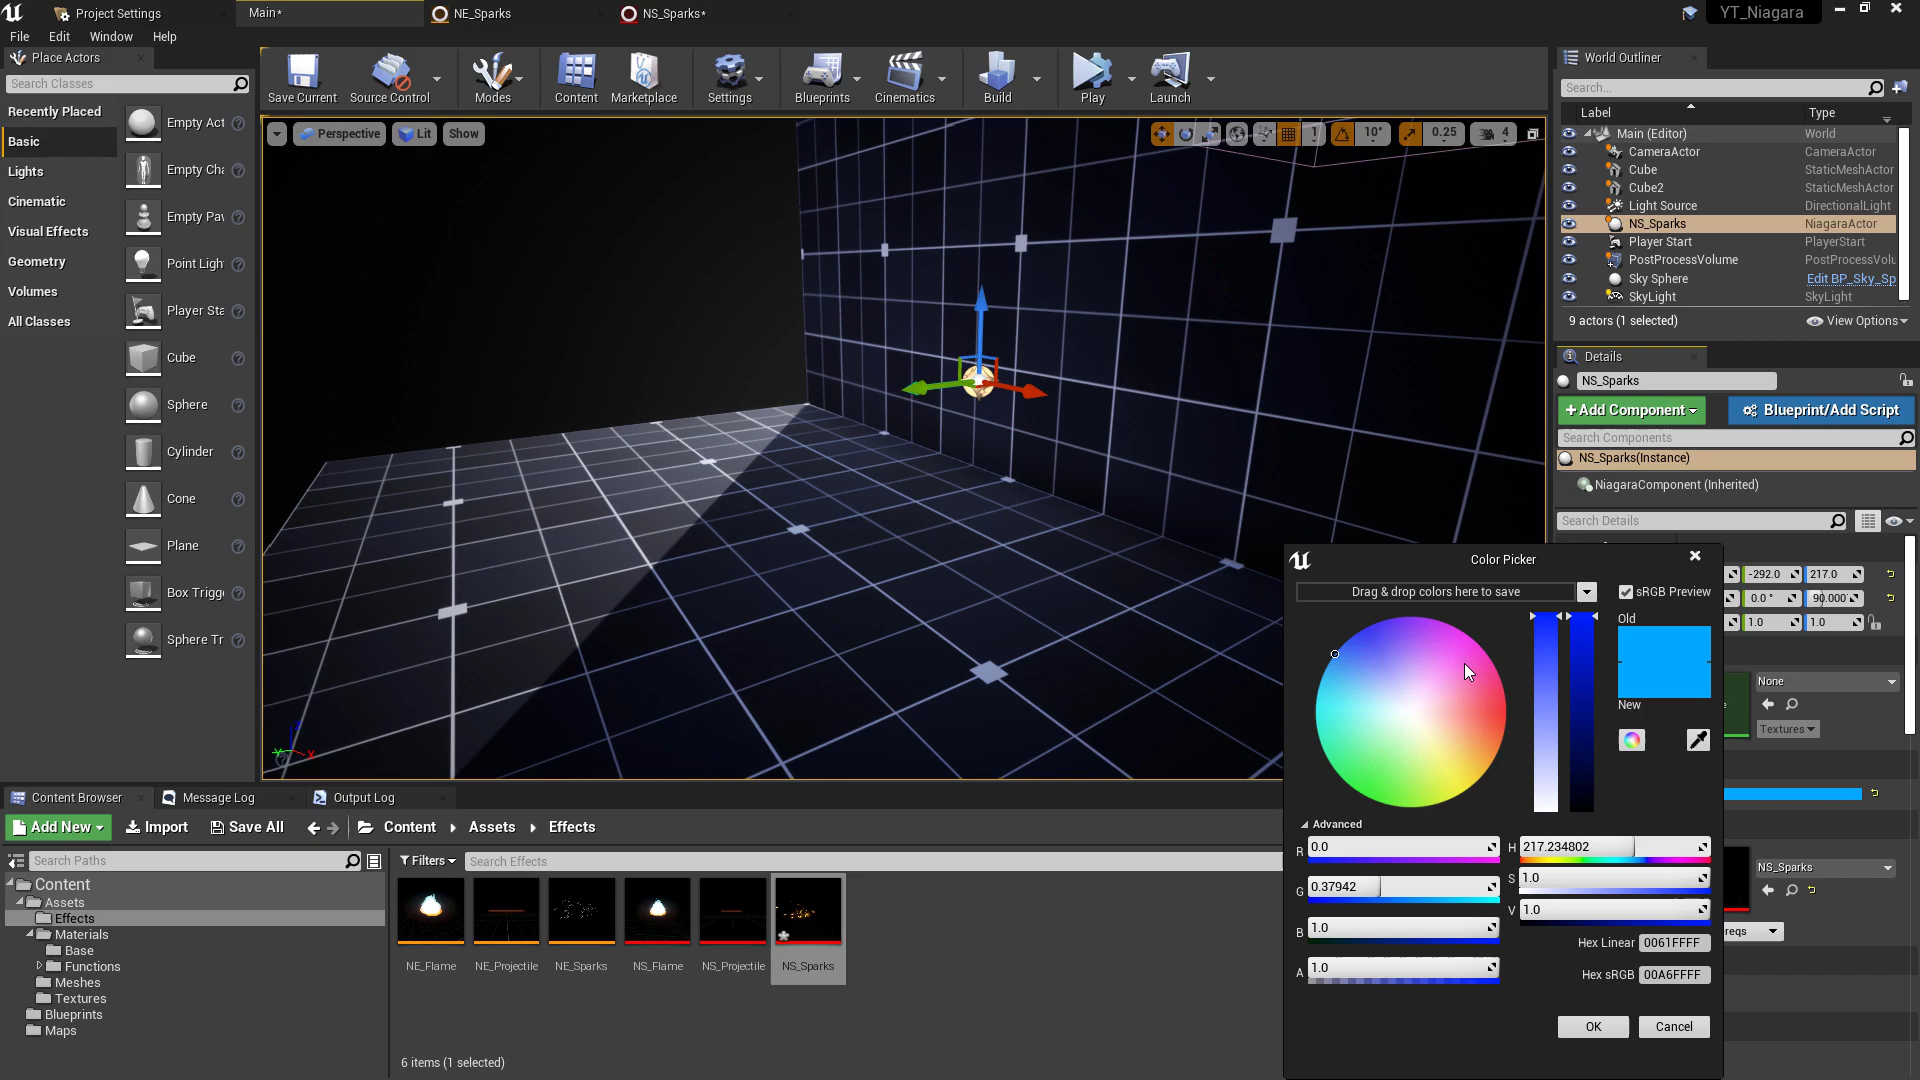 Project Settings
Main*
NE_Sparks
NS_Sparks*
YT_Niagara
File
Edit
Window
Help
Place Actors
Search Classes
Recently Placed
Basic
Lights
Cinematic
Visual Effects
Geometry
Volumes
All Classes
Empty Act
Empty Cha
Empty Paw
Point Ligh
Player Sta
Cube
Sphere
Cylinder
Cone
Plane
Box Trigge
Sphere Tr
Save Current
Source Control
Modes
Content
Marketplace
Settings
Blueprints
Cinematics
Build
Play
Launch
Perspective
Lit
Show
1
10°
0.25
4
World Outliner
Search...
Label
Type
Main (Editor)
World
CameraActor
CameraActor
Cube
StaticMeshActor
Cube2
StaticMeshActor
Light Source
DirectionalLight
NS_Sparks
NiagaraActor
Player Start
PlayerStart
PostProcessVolume
PostProcessVolu
Sky Sphere
Edit BP_Sky_Sp
SkyLight
SkyLight
9 actors (1 selected)
View Options
Details
NS_Sparks
+Add Component
Blueprint/Add Script
Search Components
NS_Sparks(Instance)
NiagaraComponent (Inherited)
Search Details
-292.0
217.0
0.0 °
90.000
1.0
1.0
None
Textures
NS_Sparks
reqs
Color Picker
Drag & drop colors here to save
sRGB Preview
Old
New
Advanced
R
0.0
G
0.37942
B
1.0
A
1.0
H
217.234802
S
1.0
V
1.0
Hex Linear
0061FFFF
Hex sRGB
00A6FFFF
OK
Cancel
Content Browser
Message Log
Output Log
Add New
Import
Save All
Content
Assets
Effects
Search Paths
Filters
Search Effects
Content
Assets
Effects
Materials
Base
Functions
Meshes
Textures
Blueprints
Maps
NE_Flame
NE_Projectile
NE_Sparks
NS_Flame
NS_Projectile
NS_Sparks
6 items (1 selected)